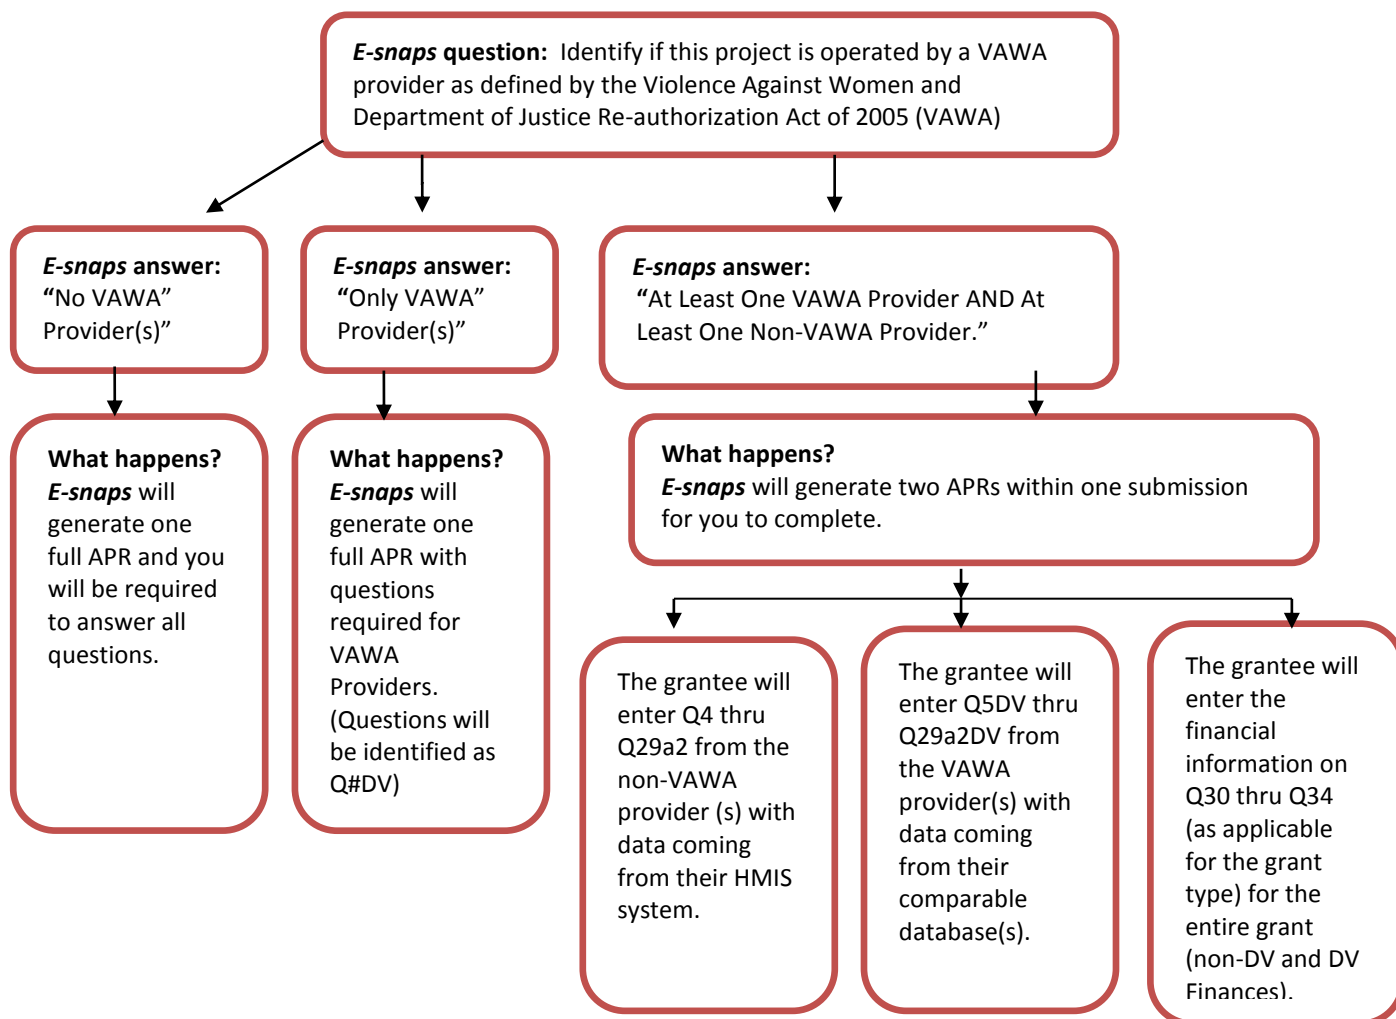 E-snaps question: Identify if this project is operated by a VAWA
provider as defined by the Violence Against Women and
Department of Justice Re-authorization Act of 2005 (VAWA)
E-snaps answer:
“No VAWA”
Provider(s)”
E-snaps answer:
“Only VAWA”
Provider(s)”
E-snaps answer:
“At Least One VAWA Provider AND At
Least One Non-VAWA Provider.”
What happens?
E-snaps will
generate one
full APR and you
will be required
to answer all
questions.
What happens?
E-snaps will
generate one
full APR with
questions
required for
VAWA
Providers.
(Questions will
be identified as
Q#DV)
What happens?
E-snaps will generate two APRs within one submission
for you to complete.
The grantee will
enter Q4 thru
Q29a2 from the
non-VAWA
provider (s) with
data coming
from their HMIS
system.
The grantee will
enter Q5DV thru
Q29a2DV from
the VAWA
provider(s) with
data coming
from their
comparable
database(s).
The grantee will
enter the
financial
information on
Q30 thru Q34
(as applicable
for the grant
type) for the
entire grant
(non-DV and DV
Finances).